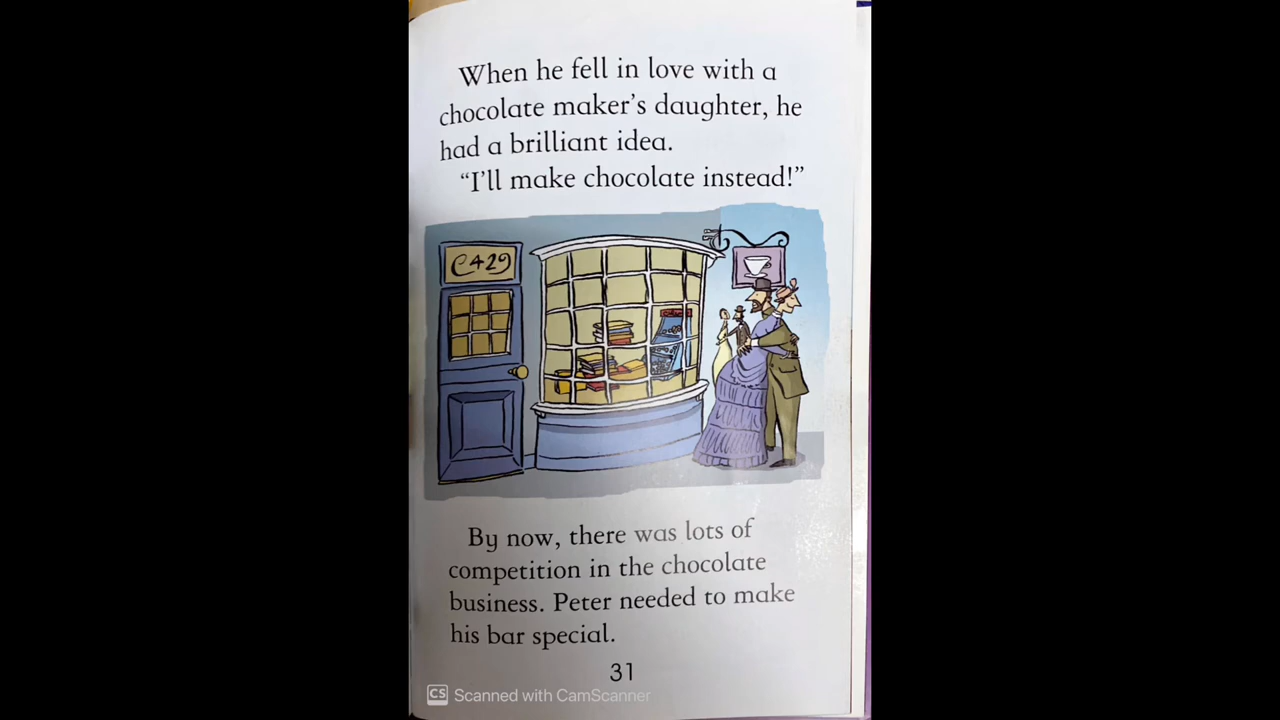 When he fell in love with a
chocolate maker’s daughter, he
had a brilliant idea.
“I’ll make chocolate instead!”
C429
By now, there was lots of
competition in the chocolate
business. Peter needed to make
his bar special.
31
CS Scanned with CamScanner